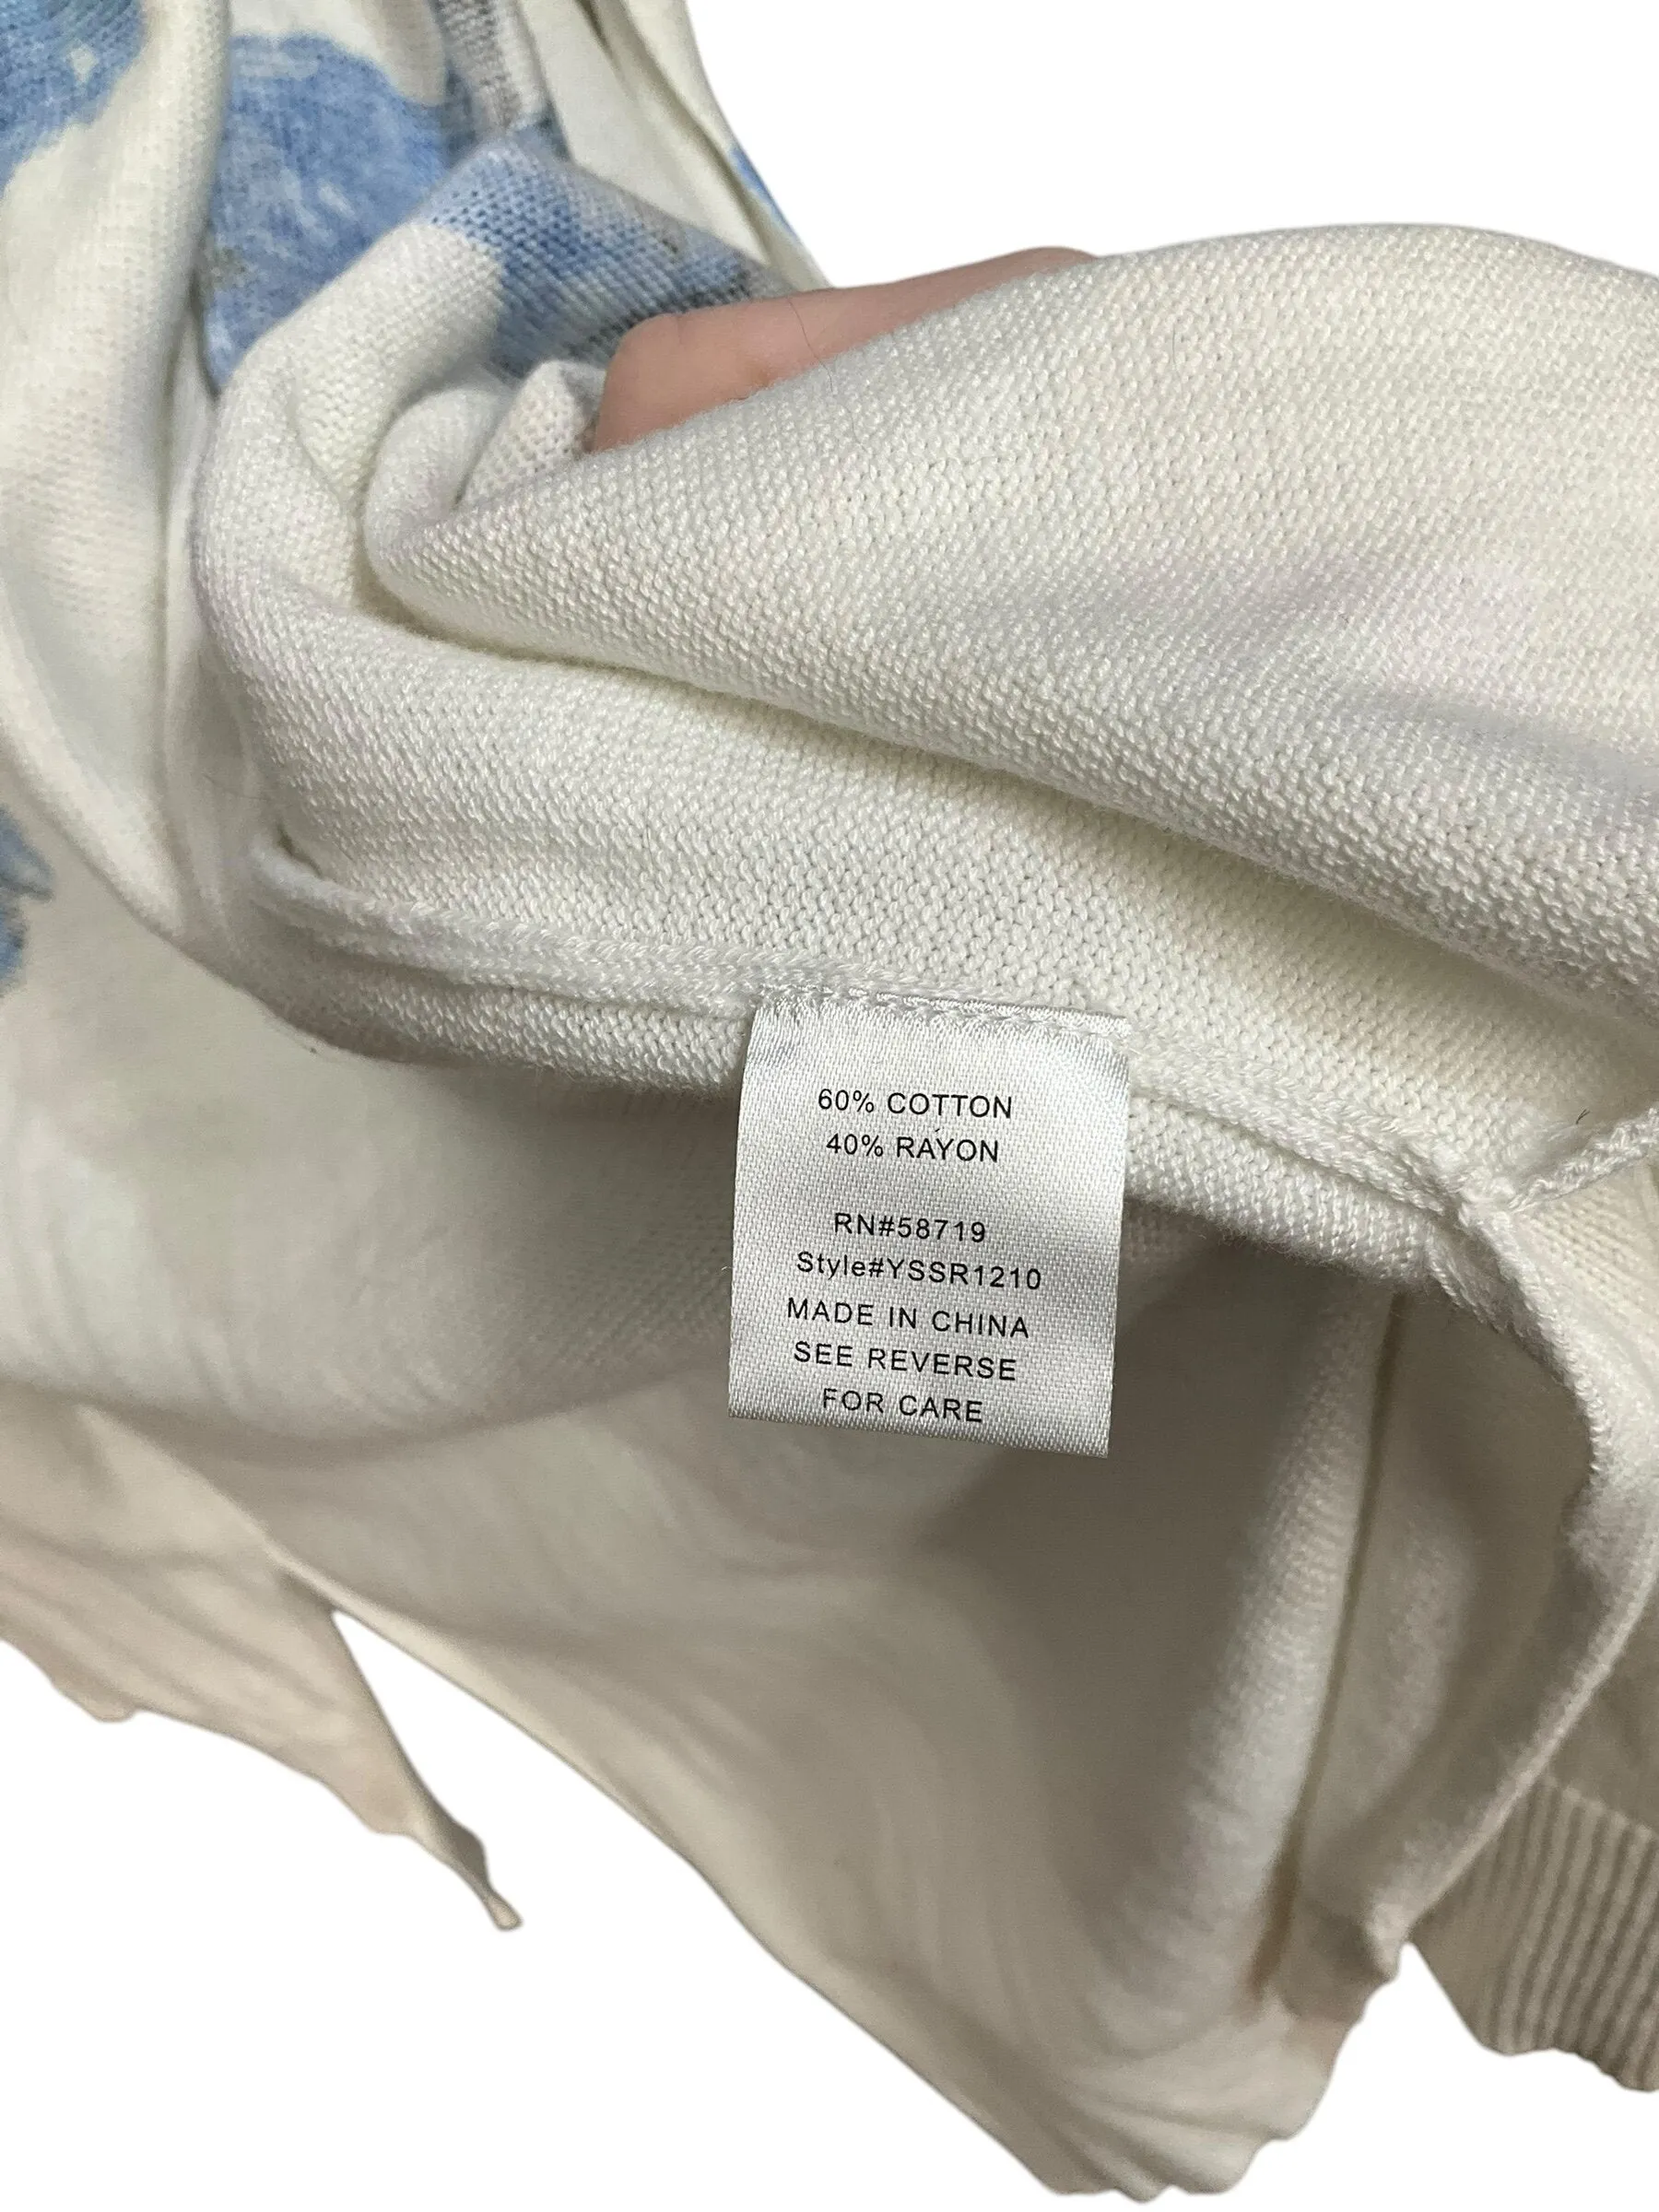 60% COTTON
40% RAYON
RN#58719
Style#YSSR1210
MADE IN CHINA
SEE REVERSE
FOR CARE